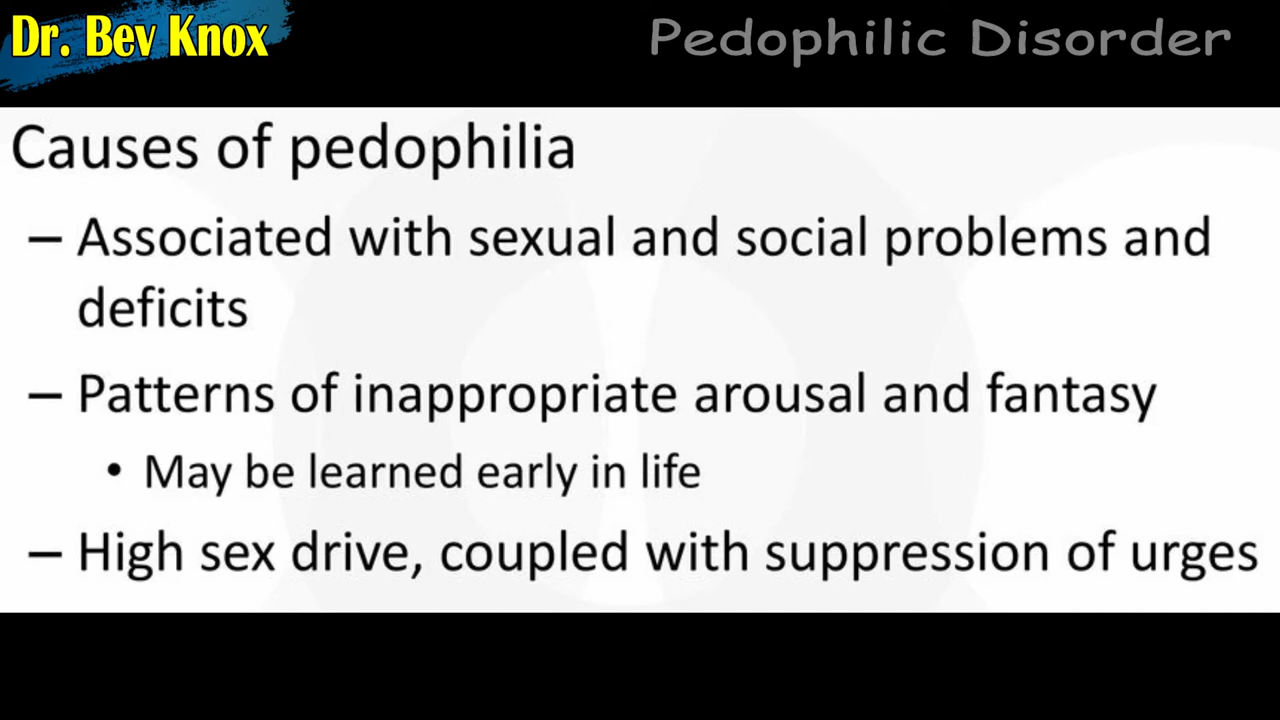 Dr. Bev Knox
Pedophilic Disorder
Causes of pedophilia
– Associated with sexual and social problems and
deficits
– Patterns of inappropriate arousal and fantasy
• May be learned early in life
– High sex drive, coupled with suppression of urges